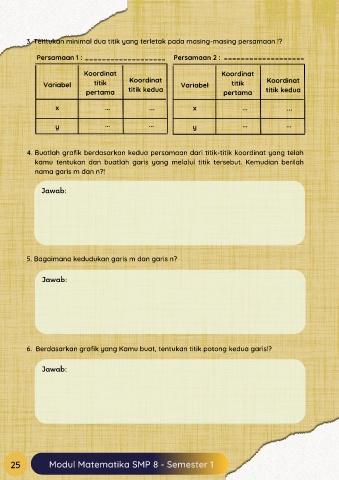 3. Tentukan minimal dua titik yang terletak pada masing-masing persamaan !?
Persamaan 1 : ____________________
Variabel Koordinat titik pertama Koordinat titik kedua
x ... ...
y ... ...
Persamaan 2 : ____________________
Variabel Koordinat titik pertama Koordinat titik kedua
x ... ...
y ... ...
4. Buatlah grafik berdasarkan kedua persamaan dari titik-titik koordinat yang telah
kamu tentukan dan buatlah garis yang melalui titik tersebut. Kemudian berilah
nama garis m dan n?!
Jawab:
5. Bagaimana kedudukan garis m dan garis n?
Jawab:
6. Berdasarkan grafik yang Kamu buat, tentukan titik potong kedua garis!?
Jawab:
25
Modul Matematika SMP 8 - Semester 1